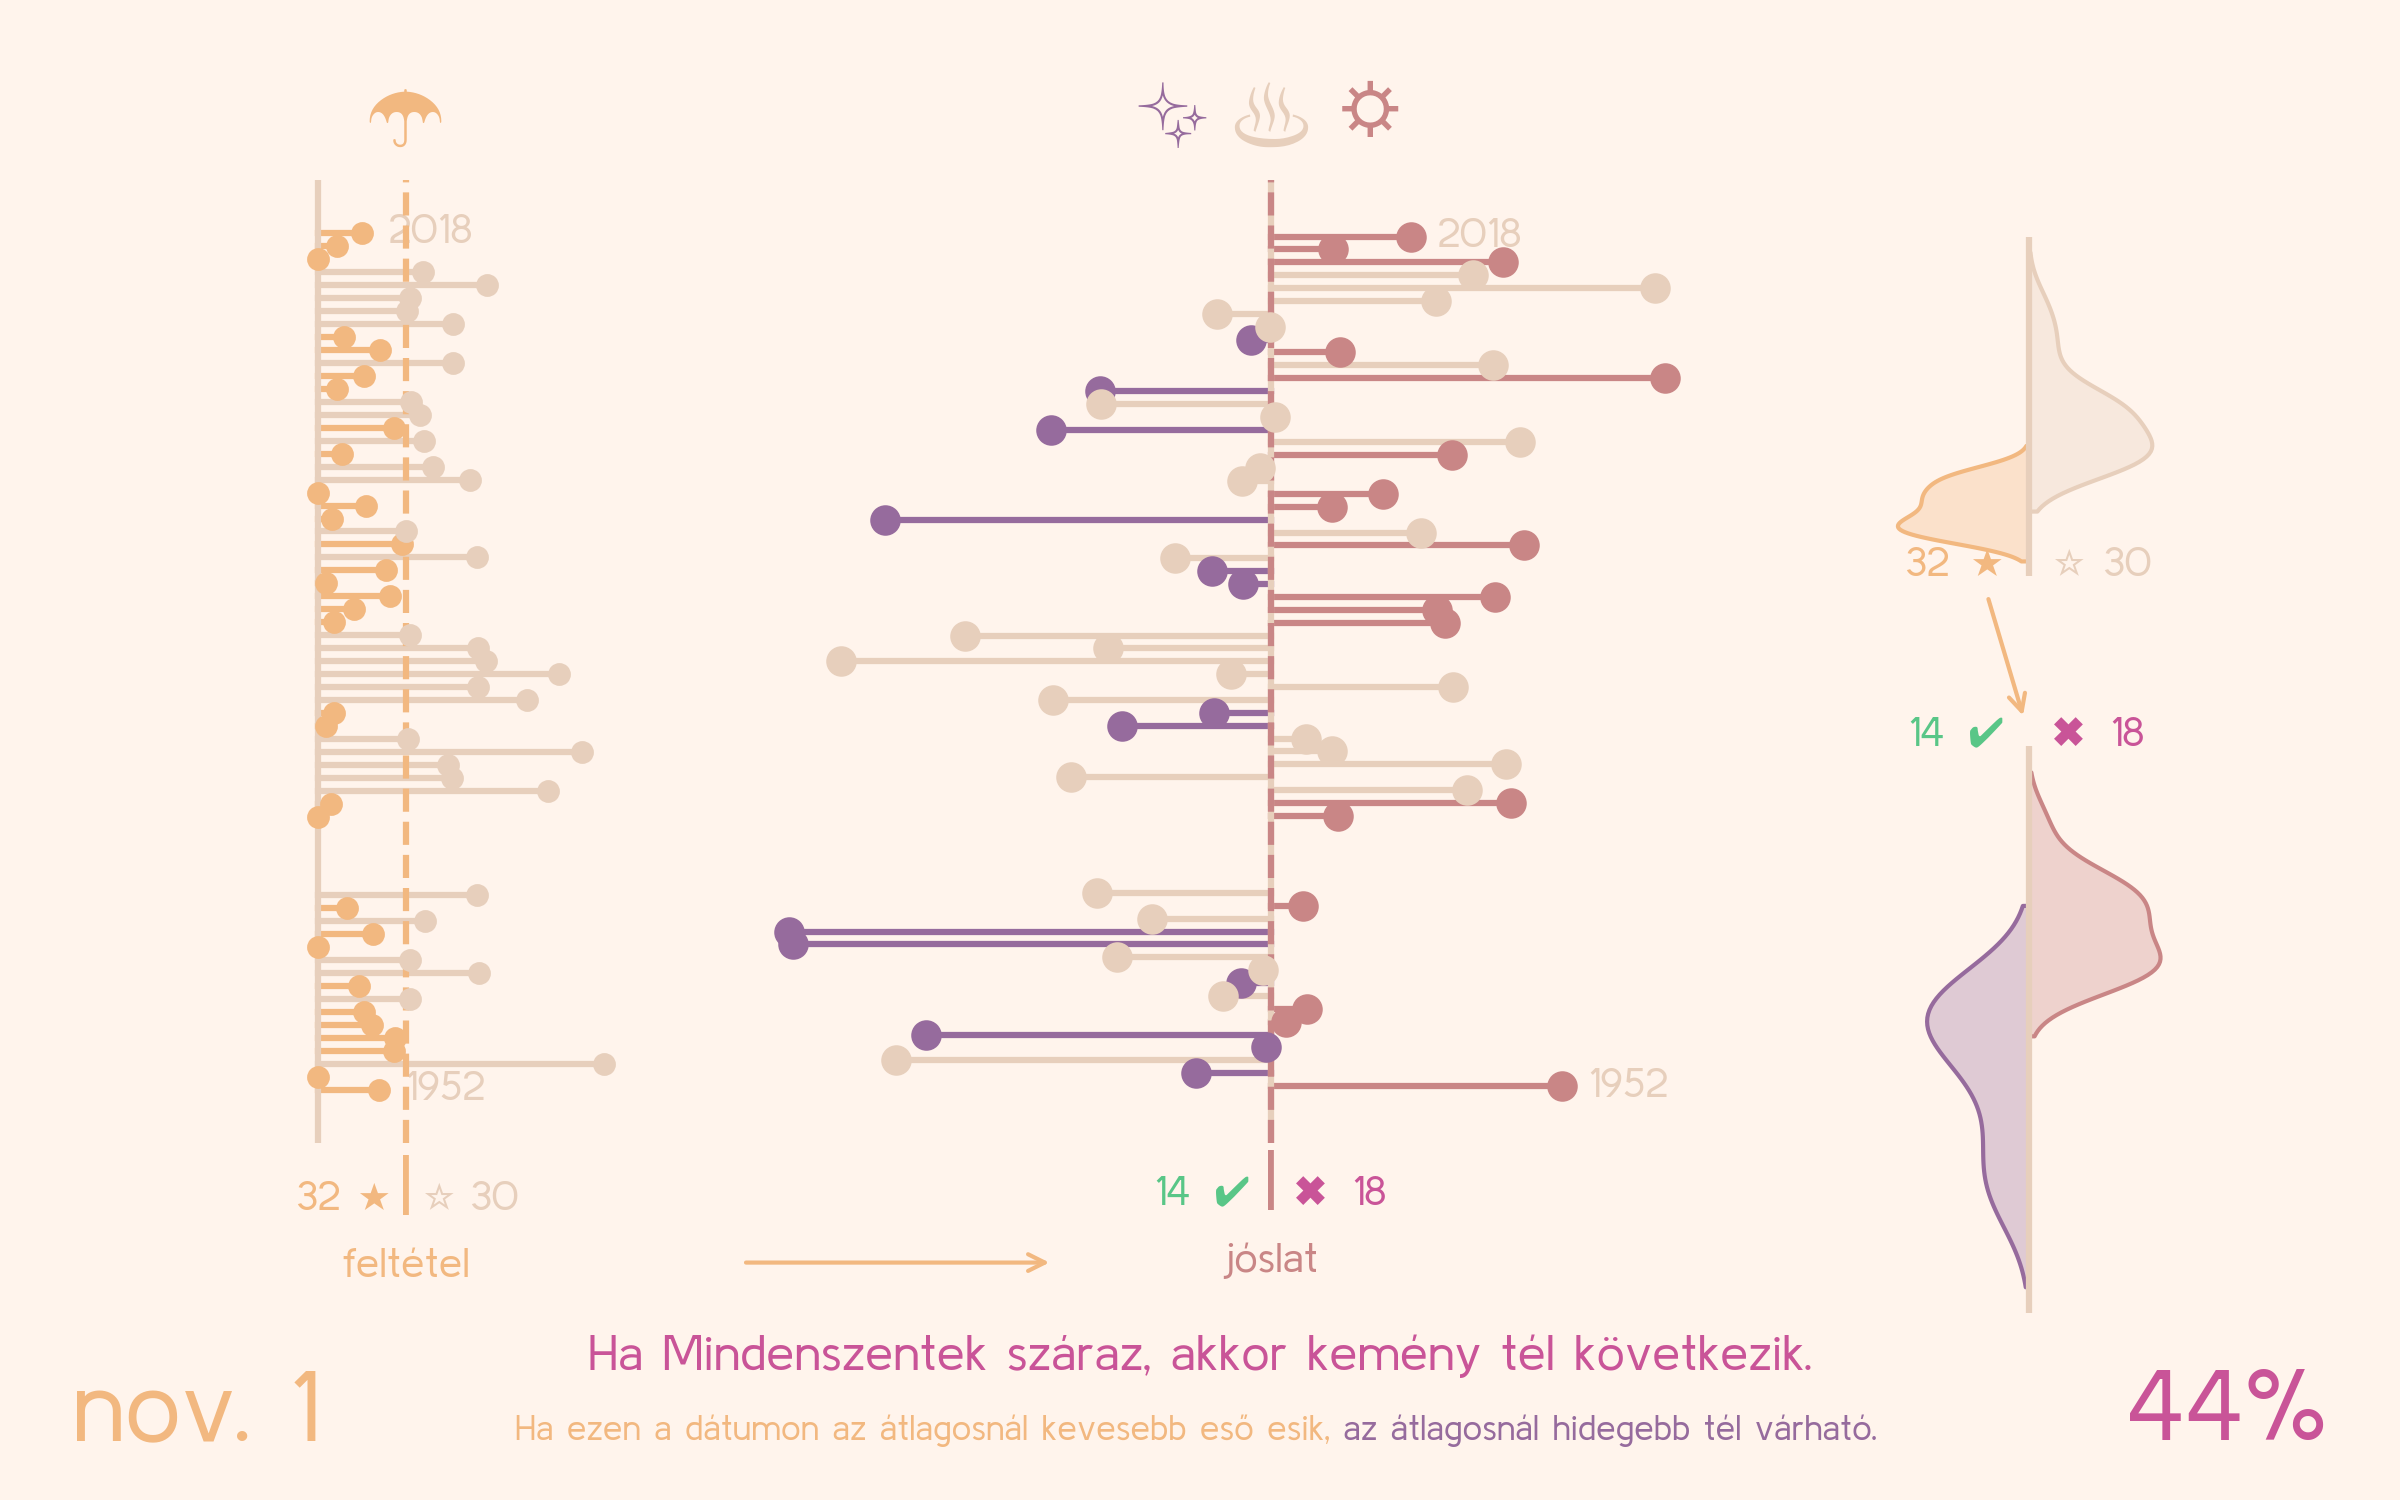 2018
2018
32 ★ ☆ 30
14 ✔ ✖ 18
1952
1952
32 ★ ☆ 30
14 ✔ ✖ 18
feltétel
jóslat
Ha Mindenszentek száraz, akkor kemény tél következik.
nov. 1
44%
Ha ezen a dátumon az átlagosnál kevesebb eső esik, az átlagosnál hidegebb tél várható.